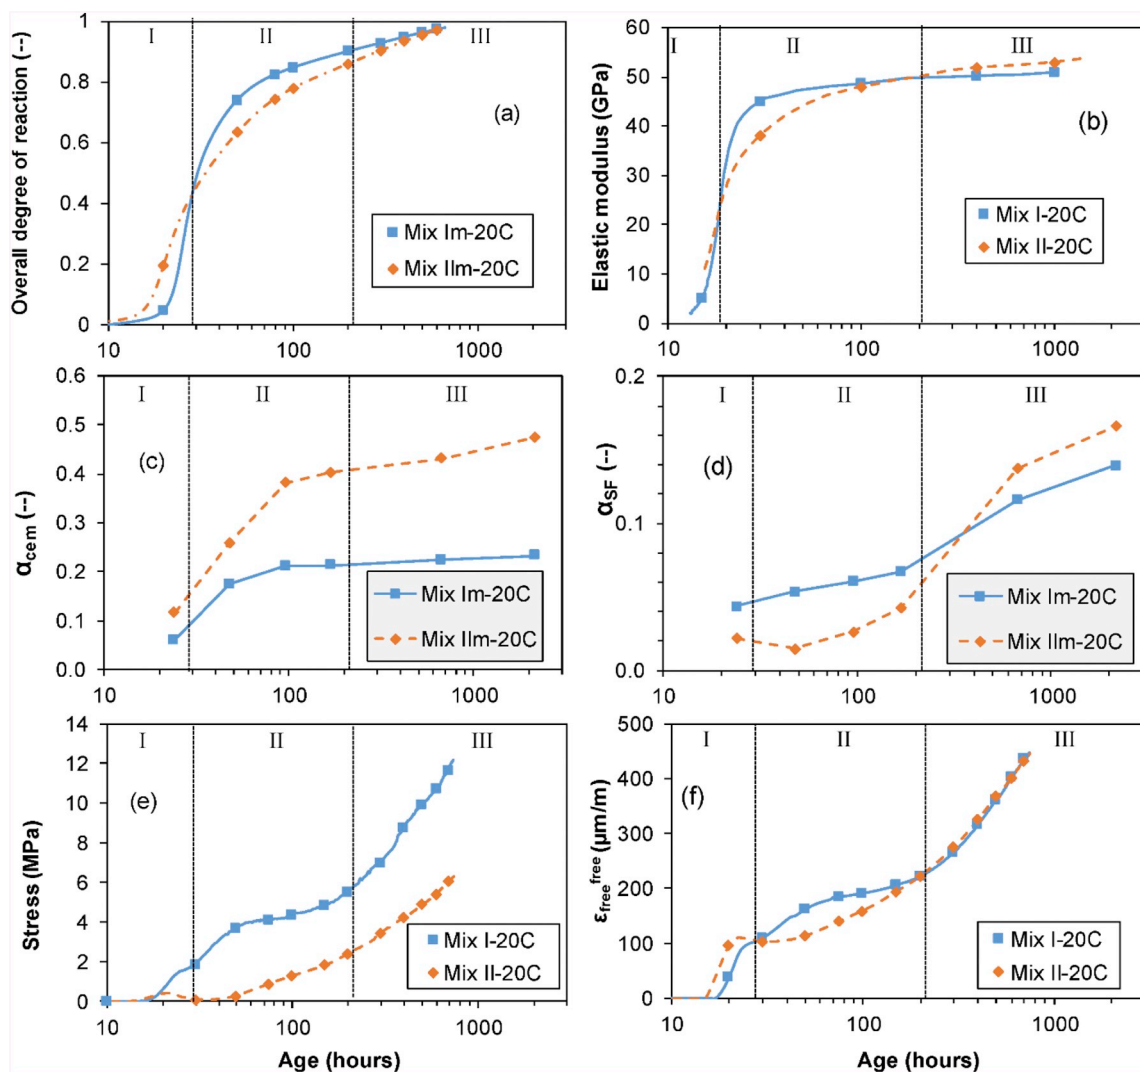 Overall degree of reaction (--)
1
0.8
0.6
0.4
0.2
0
I
II
III
(a)
Mix Im-20C
Mix IIm-20C
10
100
1000
Elastic modulus (GPa)
60
50
40
30
20
10
0
I
II
III
(b)
Mix I-20C
Mix II-20C
10
100
1000
αcem (--)
0.6
0.5
0.4
0.3
0.2
0.1
0.0
I
II
III
(c)
Mix Im-20C
Mix IIm-20C
10
100
1000
αSF (--)
0.2
0.1
0.0
I
II
III
(d)
Mix Im-20C
Mix IIm-20C
10
100
1000
Stress (MPa)
14
12
10
8
6
4
2
0
I
II
III
(e)
Mix I-20C
Mix II-20C
10
100
1000
Age (hours)
εfree free (μm/m)
500
400
300
200
100
0
I
II
III
(f)
Mix I-20C
Mix II-20C
10
100
1000
Age (hours)